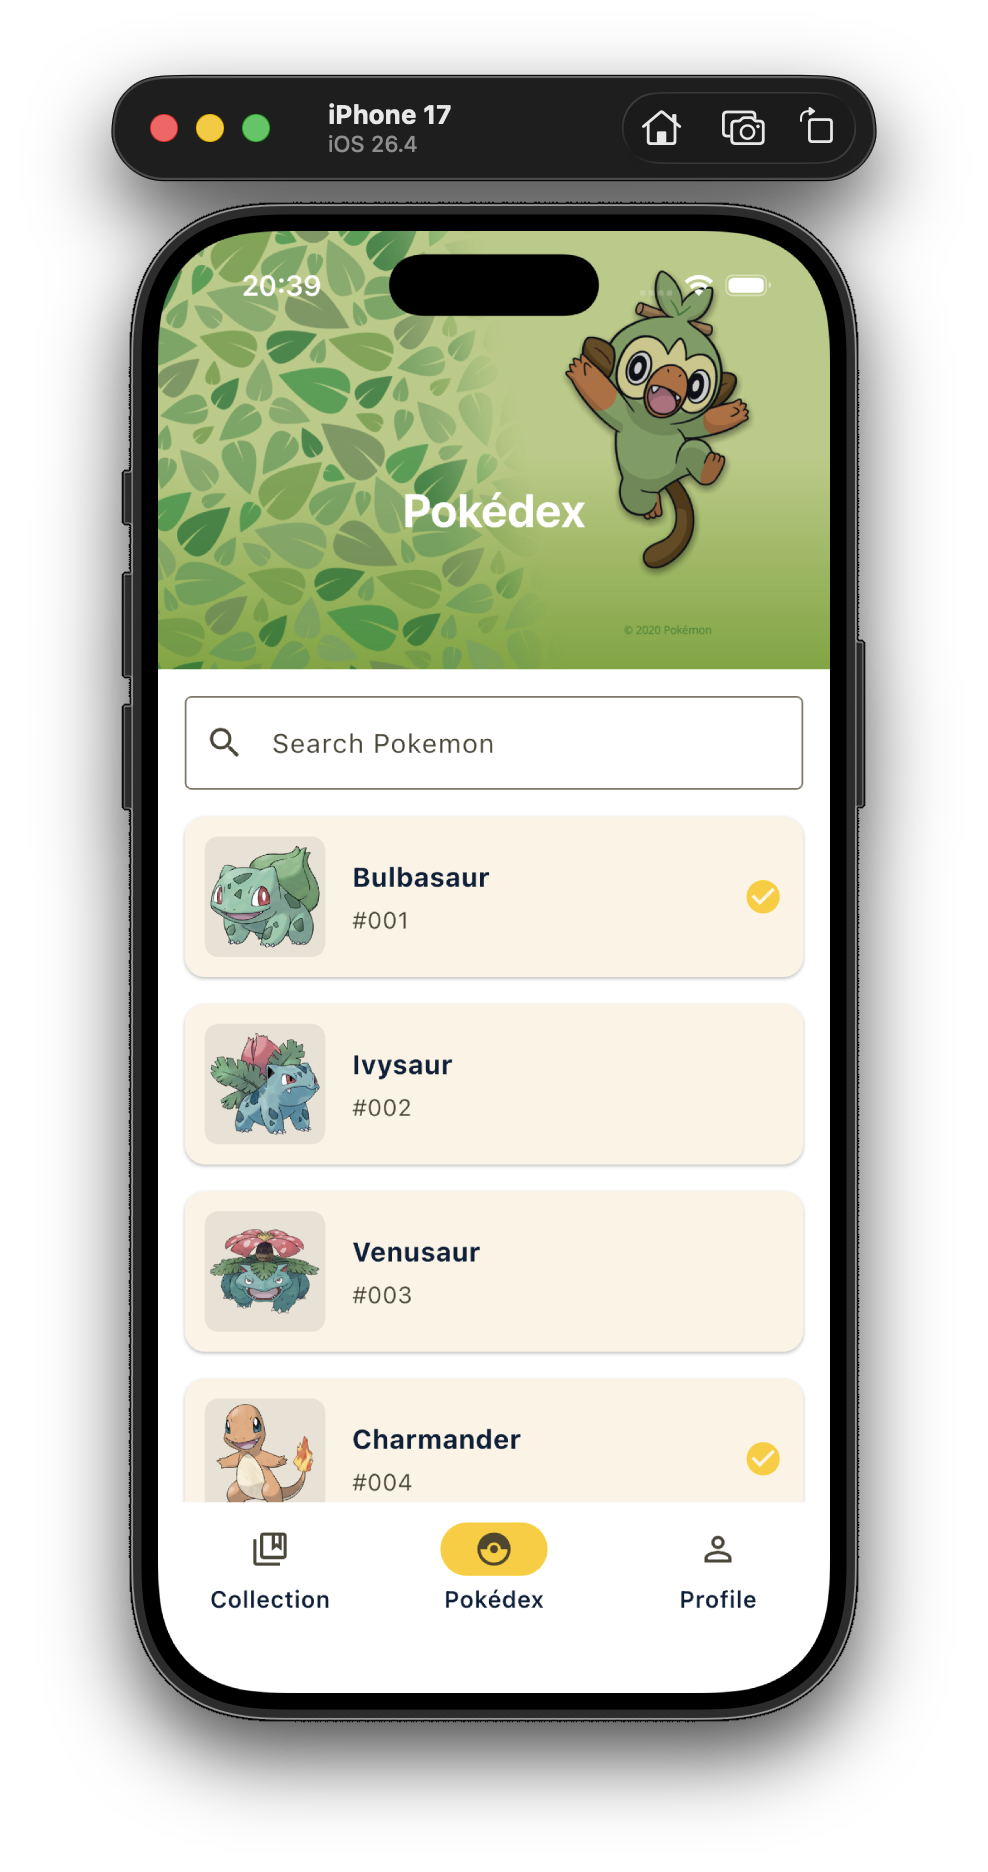 iPhone 17
iOS 26.4
20:39
Pokédex
© 2020 Pokémon
Search Pokemon
Bulbasaur
#001
Ivysaur
#002
Venusaur
#003
Charmander
#004
Collection
Pokédex
Profile